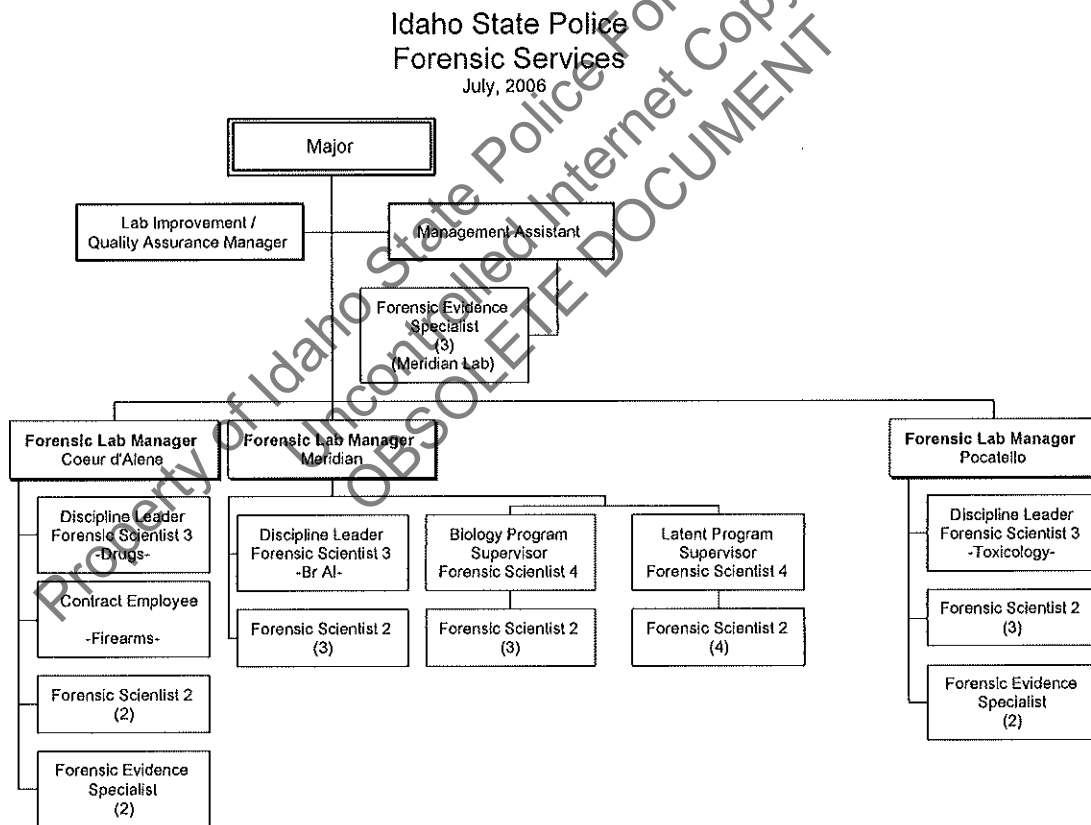 Idaho State Police
Forensic Services
July, 2006
Major
Lab Improvement /
Quality Assurance Manager
Management Assistant
Forensic Evidence
Specialist
(3)
(Meridian Lab)
Forensic Lab Manager
Coeur d'Alene
Discipline Leader
Forensic Scientist 3
-Drugs-
Contract Employee
-Firearms-
Forensic Scientist 2
(2)
Forensic Evidence
Specialist
(2)
Forensic Lab Manager
Meridian
Discipline Leader
Forensic Scientist 3
-Br Al-
Forensic Scientist 2
(3)
Biology Program
Supervisor
Forensic Scientist 4
Forensic Scientist 2
(3)
Latent Program
Supervisor
Forensic Scientist 4
Forensic Scientist 2
(4)
Forensic Lab Manager
Pocatello
Discipline Leader
Forensic Scientist 3
-Toxicology-
Forensic Scientist 2
(3)
Forensic Evidence
Specialist
(2)
Property of Idaho State Police
Uncontrolled Internet Copy
OBSOLETE DOCUMENT